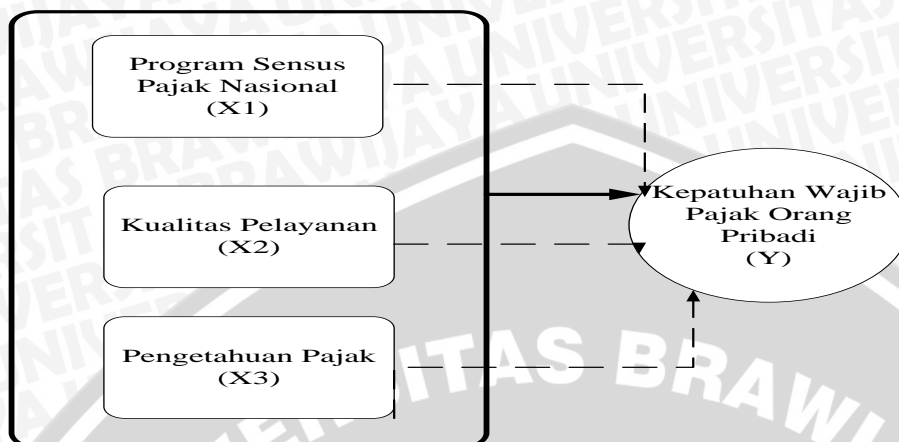 Program Sensus
Pajak Nasional
(X1)
Kualitas Pelayanan
(X2)
Pengetahuan Pajak
(X3)
Kepatuhan Wajib
Pajak Orang
Pribadi
(Y)